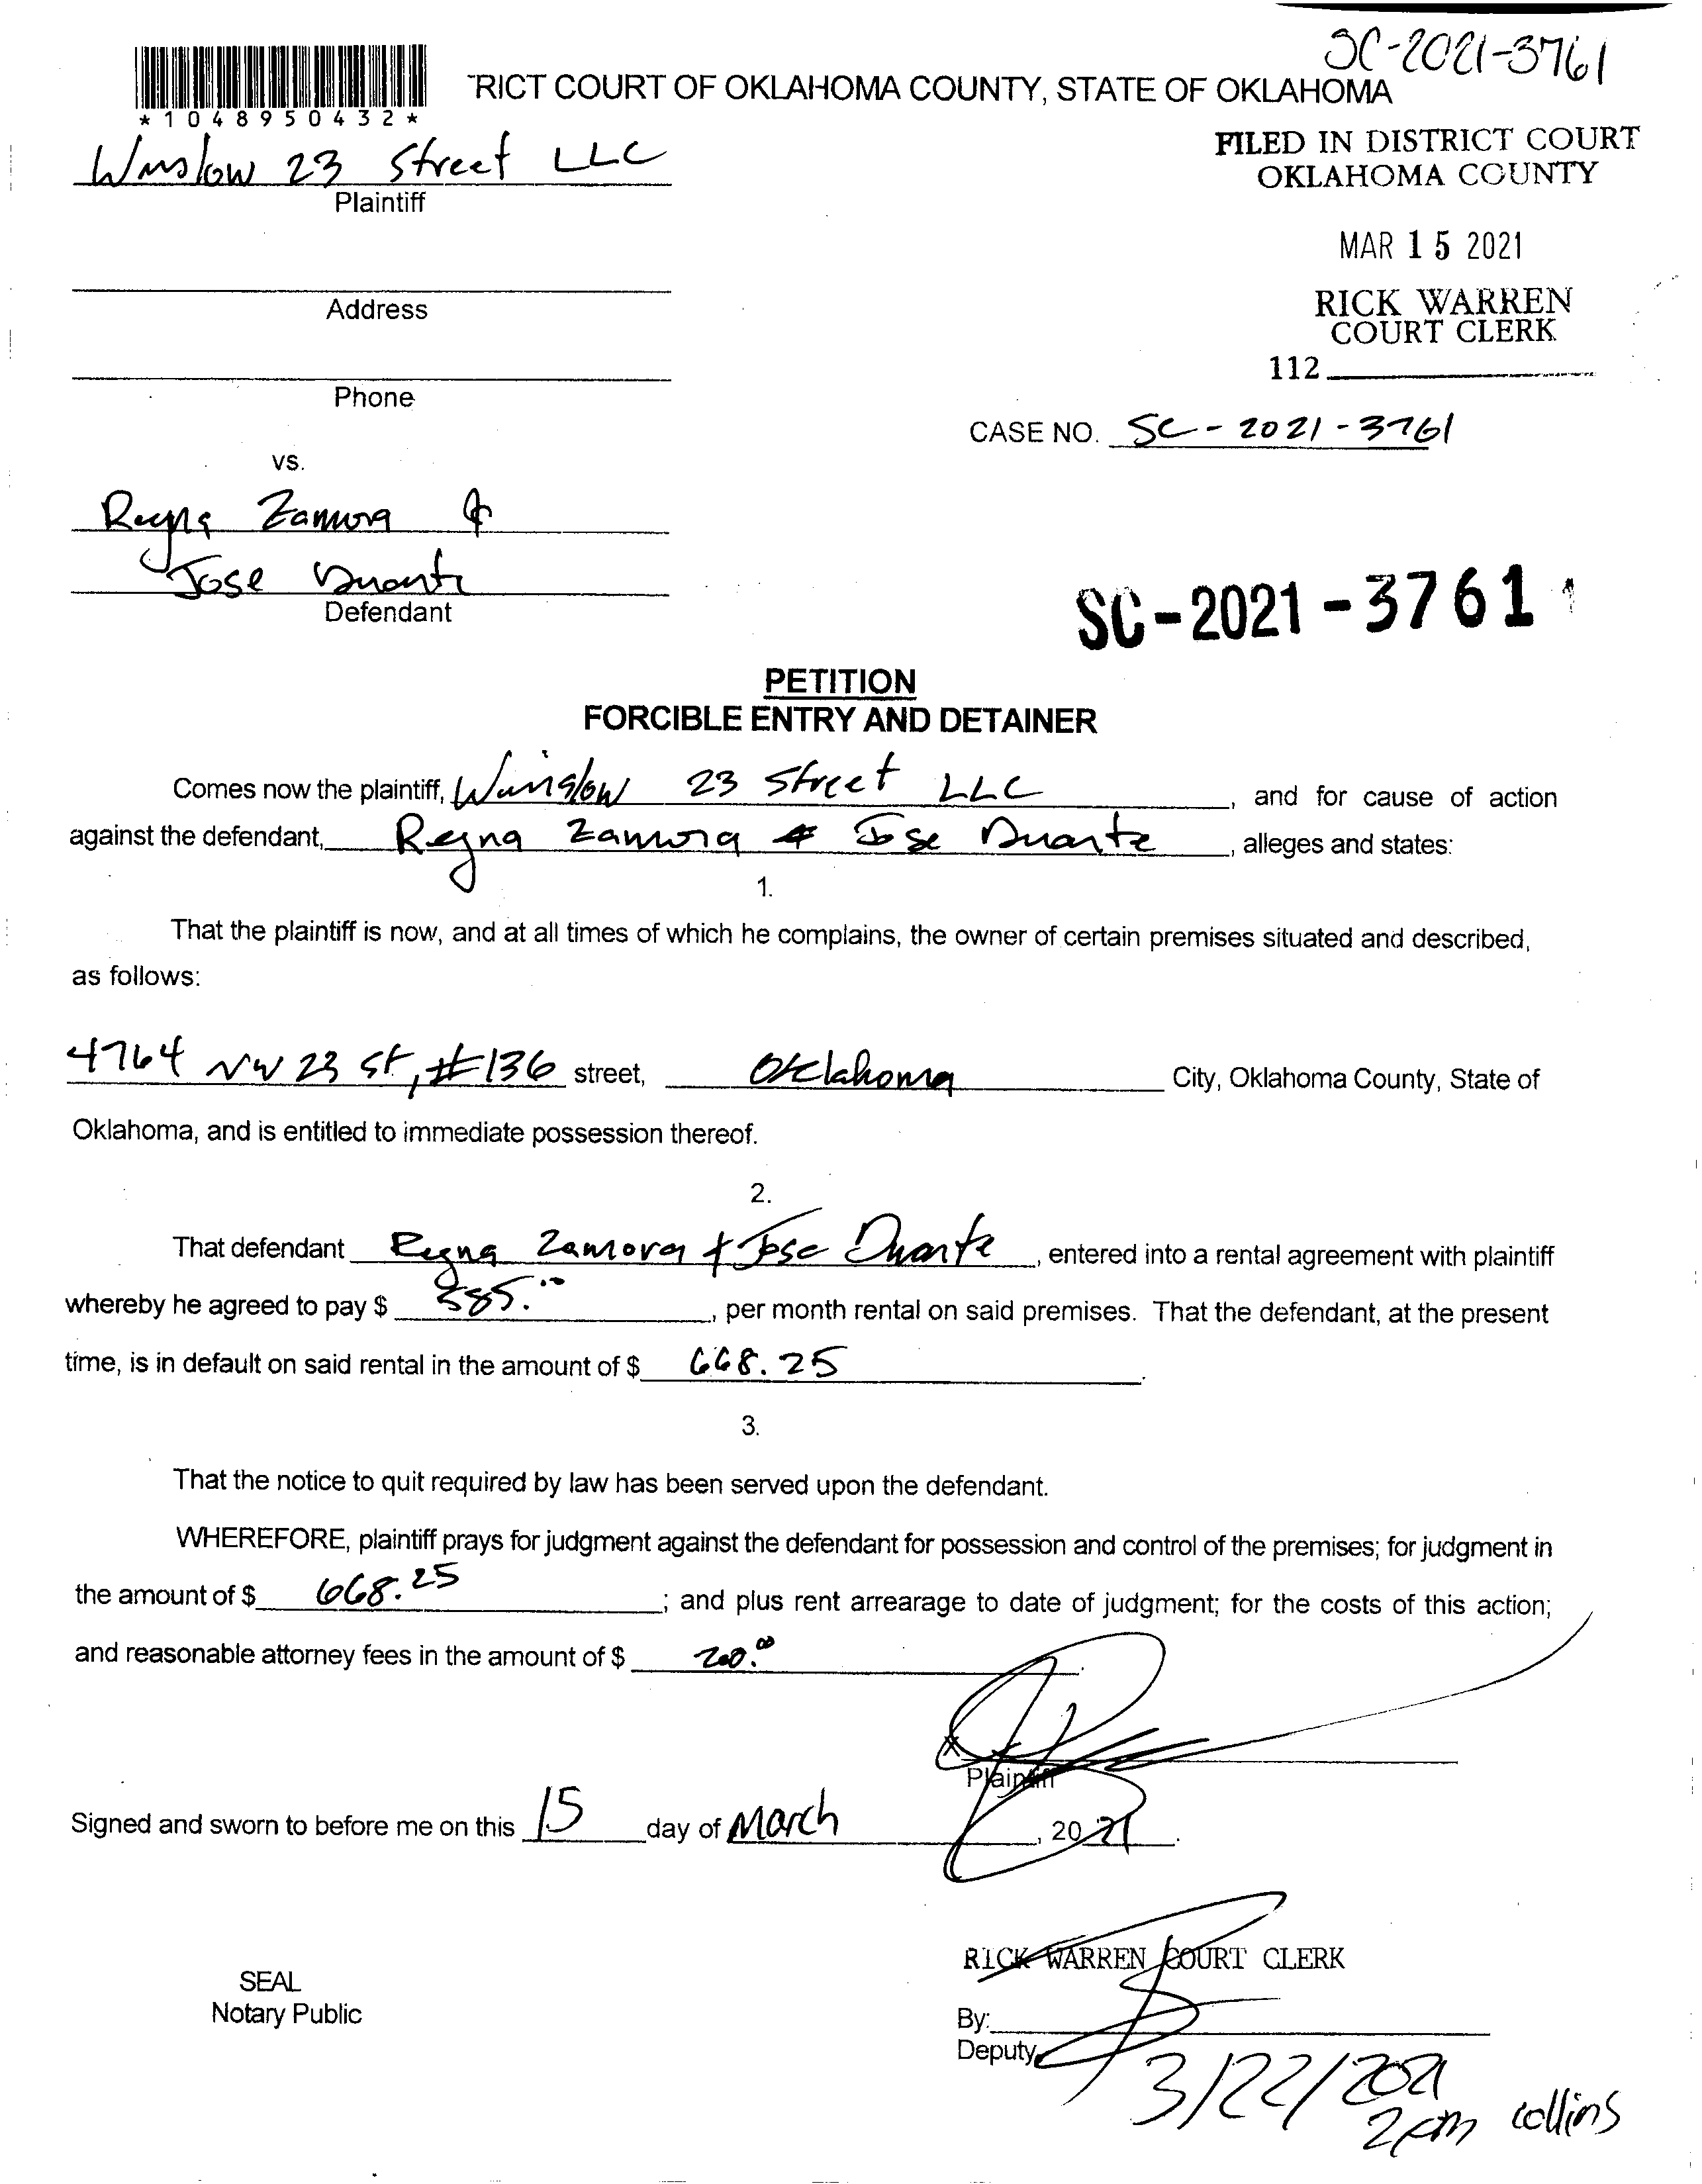 SC-2021-3761
*1048950432*
RICT COURT OF OKLAHOMA COUNTY, STATE OF OKLAHOMA
FILED IN DISTRICT COURT
OKLAHOMA COUNTY
Winslow 23 Street LLC
Plaintiff
MAR 15 2021
Address
RICK WARREN
COURT CLERK
112
Phone
CASE NO. SC-2021-3761
vs.
Reyna Zamora &
Jose Duarte
Defendant
SC-2021-3761
PETITION
FORCIBLE ENTRY AND DETAINER
Comes now the plaintiff, Winslow 23 Street LLC, and for cause of action
against the defendant, Reyna Zamora & Jose Duarte, alleges and states:
1.
That the plaintiff is now, and at all times of which he complains, the owner of certain premises situated and described,
as follows:
4764 NW 23 St, #136 street, Oklahoma City, Oklahoma County, State of
Oklahoma, and is entitled to immediate possession thereof.
2.
That defendant Reyna Zamora & Jose Duarte, entered into a rental agreement with plaintiff
whereby he agreed to pay $ 585.00, per month rental on said premises. That the defendant, at the present
time, is in default on said rental in the amount of $ 668.25.
3.
That the notice to quit required by law has been served upon the defendant.
WHEREFORE, plaintiff prays for judgment against the defendant for possession and control of the premises; for judgment in
the amount of $ 668.25; and plus rent arrearage to date of judgment; for the costs of this action;
and reasonable attorney fees in the amount of $ 200.00.
X
Plaintiff
Signed and sworn to before me on this 15 day of March, 2021.
RICK WARREN COURT CLERK
SEAL
Notary Public
By:
Deputy
3/22/2021
2pm collins